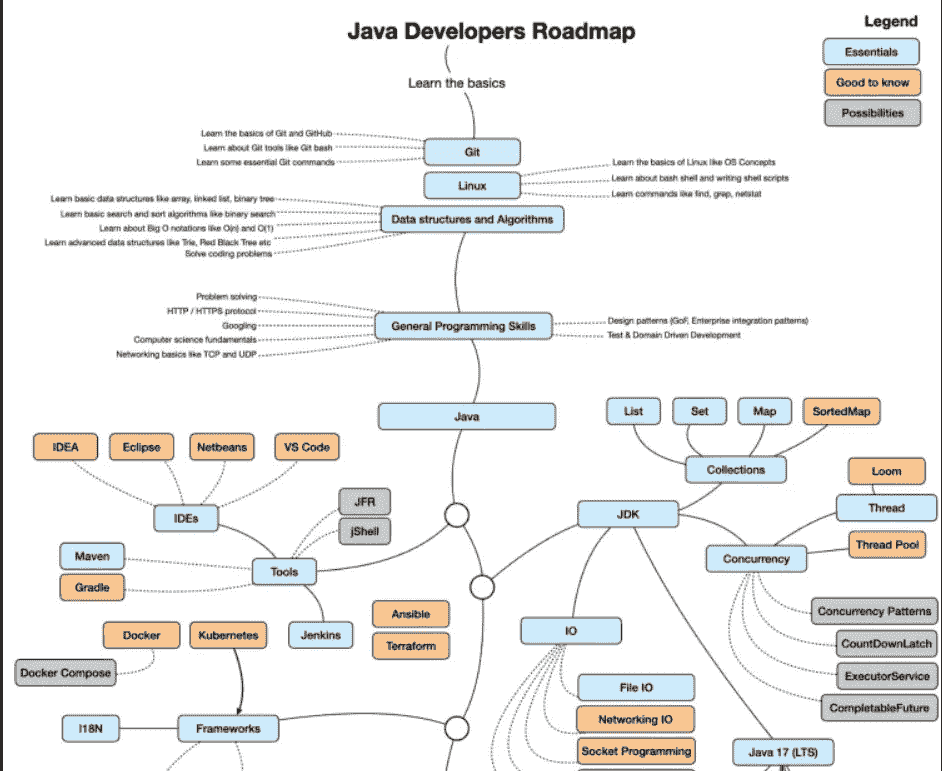 Java Developers Roadmap
Legend
Essentials
Good to know
Possibilities
Learn the basics
Learn the basics of Git and GitHub
Learn about Git tools like Git bash
Learn some essential Git commands
Git
Linux
Learn the basics of Linux like OS Concepts
Learn about bash shell and writing shell scripts
Learn commands like find, grep, netstat
Learn basic data structures like array, linked list, binary tree
Learn basic search and sort algorithms like binary search
Learn about Big O notations like O(n) and O(1)
Learn advanced data structures like Trie, Red Black Tree etc
Solve coding problems
Data structures and Algorithms
Problem solving
HTTP / HTTPS protocol
Googling
Computer science fundamentals
Networking basics like TCP and UDP
General Programming Skills
Design patterns (GoF, Enterprise integration patterns)
Test & Domain Driven Development
Java
List
Set
Map
SortedMap
Collections
IDEA
Eclipse
Netbeans
VS Code
IDEs
JFR
jShell
Maven
Gradle
Tools
Jenkins
Ansible
Terraform
JDK
Loom
Thread
Thread Pool
Concurrency
Concurrency Patterns
CountDownLatch
ExecutorService
CompletableFuture
Docker
Kubernetes
Docker Compose
I18N
Frameworks
IO
File IO
Networking IO
Socket Programming
Java 17 (LTS)